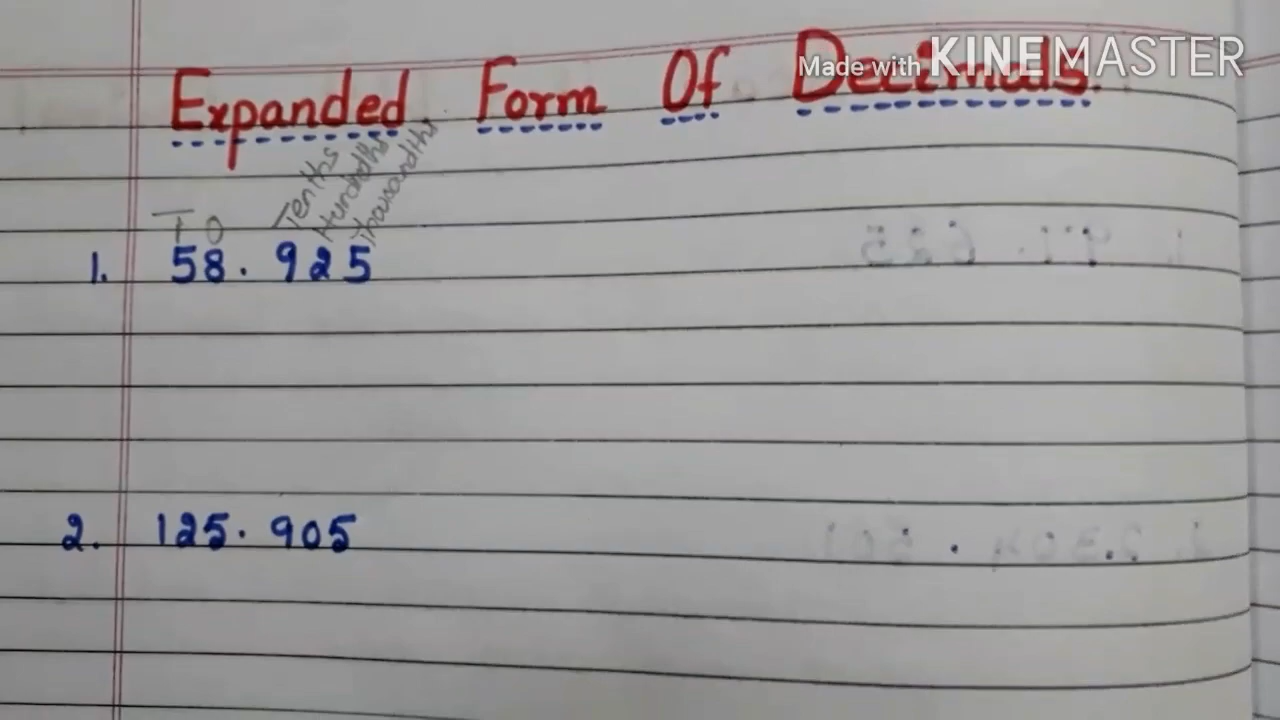 Made with KINEMASTER
Expanded Form Of Decimals.
T O Tenths Hundredths Thousandths
1. 58.925
2. 125.905